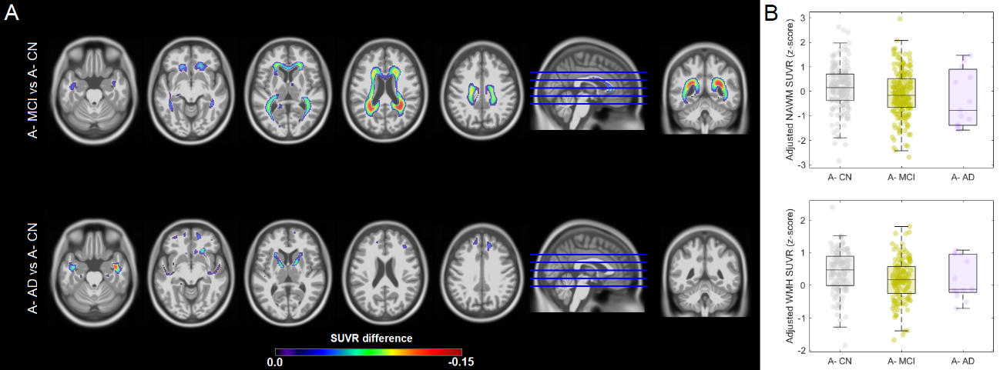 A
A- MCI vs A- CN
A- AD vs A- CN
SUVR difference
0.0
-0.15
B
Adjusted NAWM SUVR (z-score)
3
2
1
0
-1
-2
-3
A- CN
A- MCI
A- AD
Adjusted WMH SUVR (z-score)
2
1
0
-1
-2
A- CN
A- MCI
A- AD